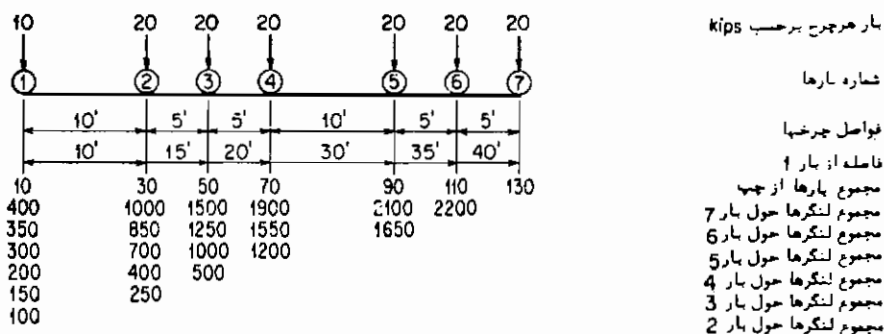 10 20 20 20 20 20 20 بار هرچرخ برحسب kips
1 2 3 4 5 6 7 شماره بارها
10' 5' 5' 10' 5' 5' فواصل چرخها
10' 15' 20' 30' 35' 40' فاصله از بار 1
10 30 50 70 90 110 130 مجموع بارها از چپ
400 1000 1500 1900 2100 2200 مجموع لنگرها حول بار 7
350 850 1250 1550 1650 مجموع لنگرها حول بار 6
300 700 1000 1200 مجموع لنگرها حول بار 5
200 400 500 مجموع لنگرها حول بار 4
150 250 مجموع لنگرها حول بار 3
100 مجموع لنگرها حول بار 2